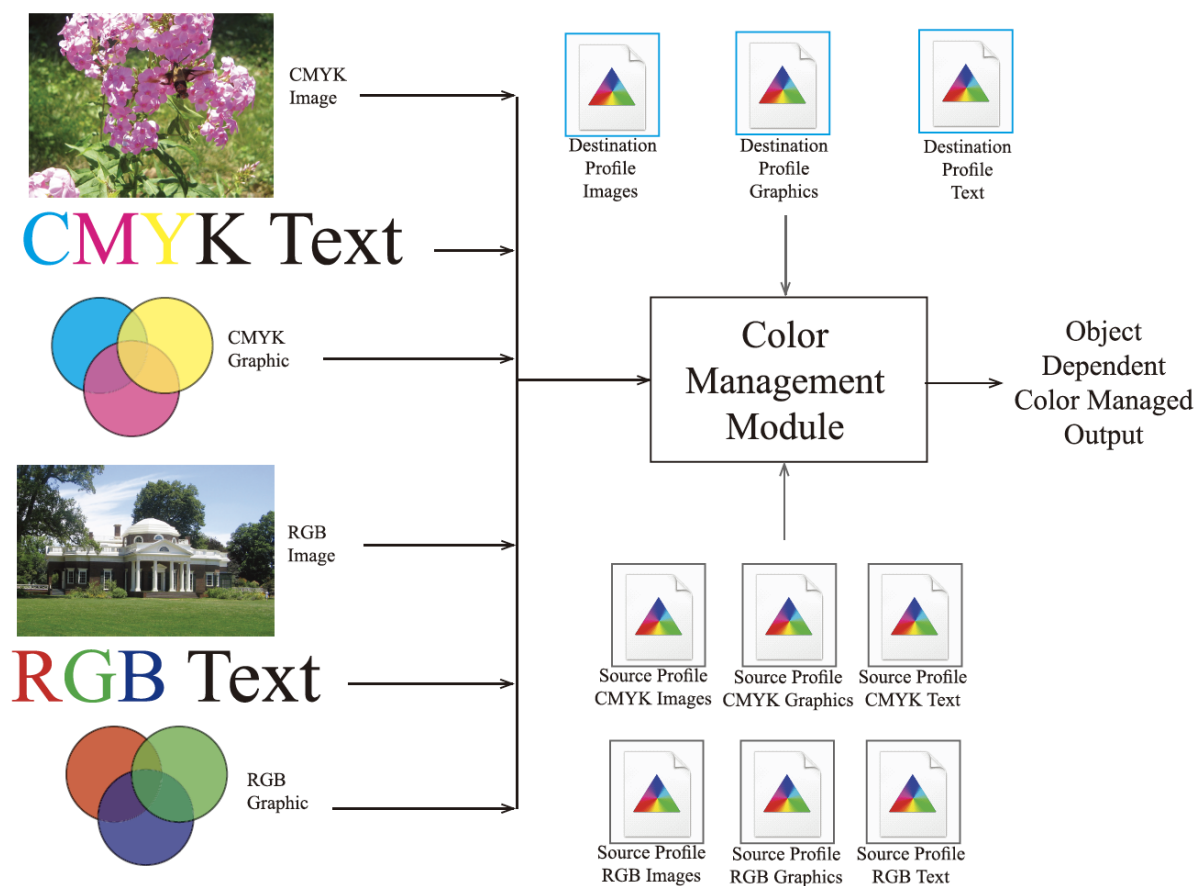 CMYK
Image
CMYK Text
CMYK
Graphic
RGB
Image
RGB Text
RGB
Graphic
Destination
Profile
Images
Destination
Profile
Graphics
Destination
Profile
Text
Color
Management
Module
Object
Dependent
Color Managed
Output
Source Profile
CMYK Images
Source Profile
CMYK Graphics
Source Profile
CMYK Text
Source Profile
RGB Images
Source Profile
RGB Graphics
Source Profile
RGB Text